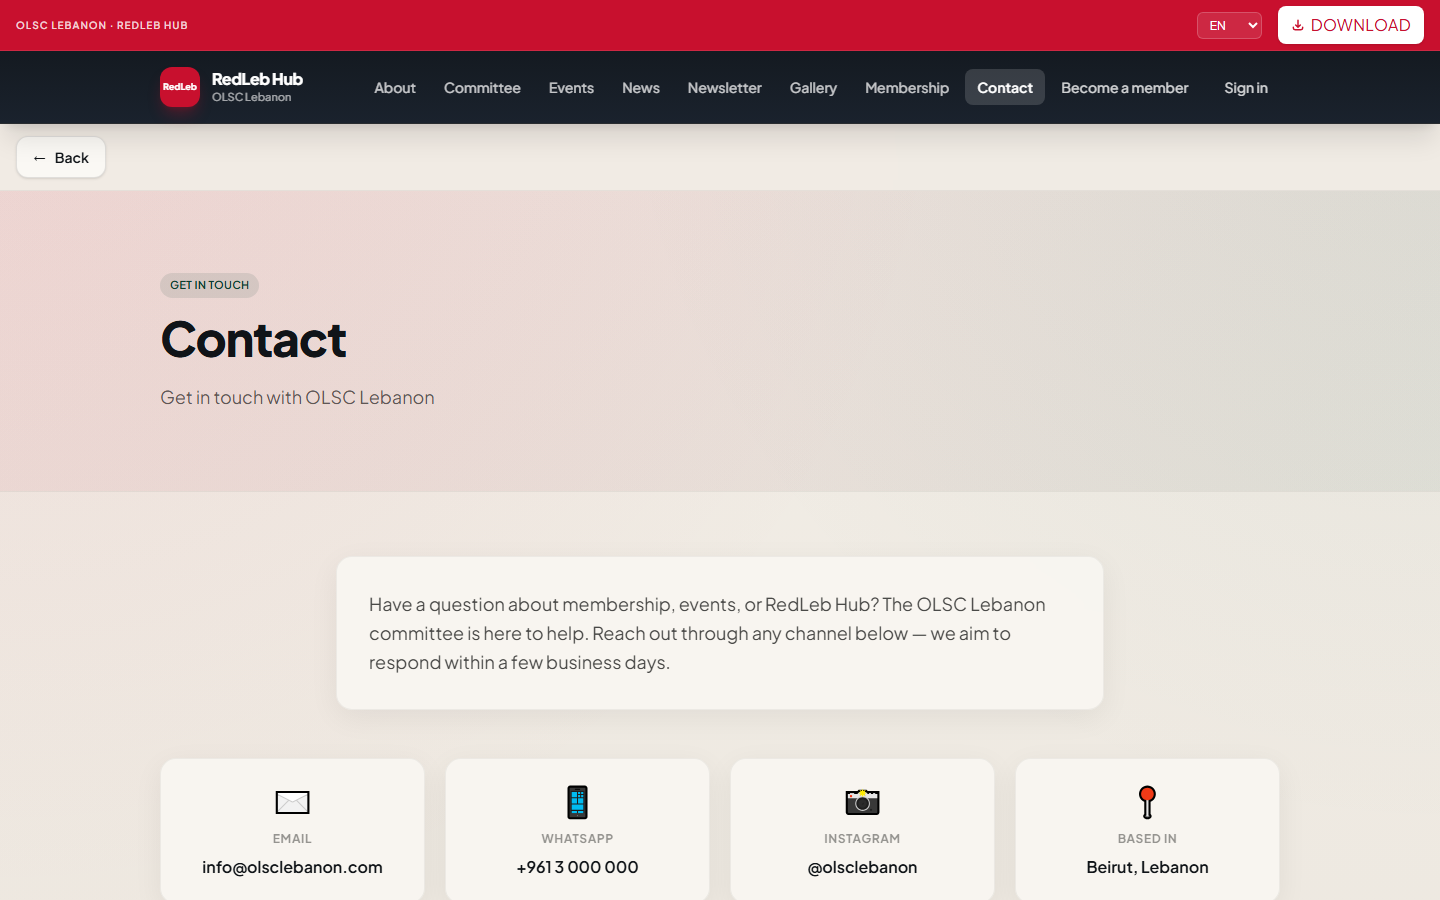 OLSC LEBANON · REDLEB HUB
EN
DOWNLOAD
RedLeb
RedLeb Hub
OLSC Lebanon
About
Committee
Events
News
Newsletter
Gallery
Membership
Contact
Become a member
Sign in
← Back
GET IN TOUCH
Contact
Get in touch with OLSC Lebanon
Have a question about membership, events, or RedLeb Hub? The OLSC Lebanon
committee is here to help. Reach out through any channel below — we aim to
respond within a few business days.
EMAIL
info@olsclebanon.com
WHATSAPP
+961 3 000 000
INSTAGRAM
@olsclebanon
BASED IN
Beirut, Lebanon